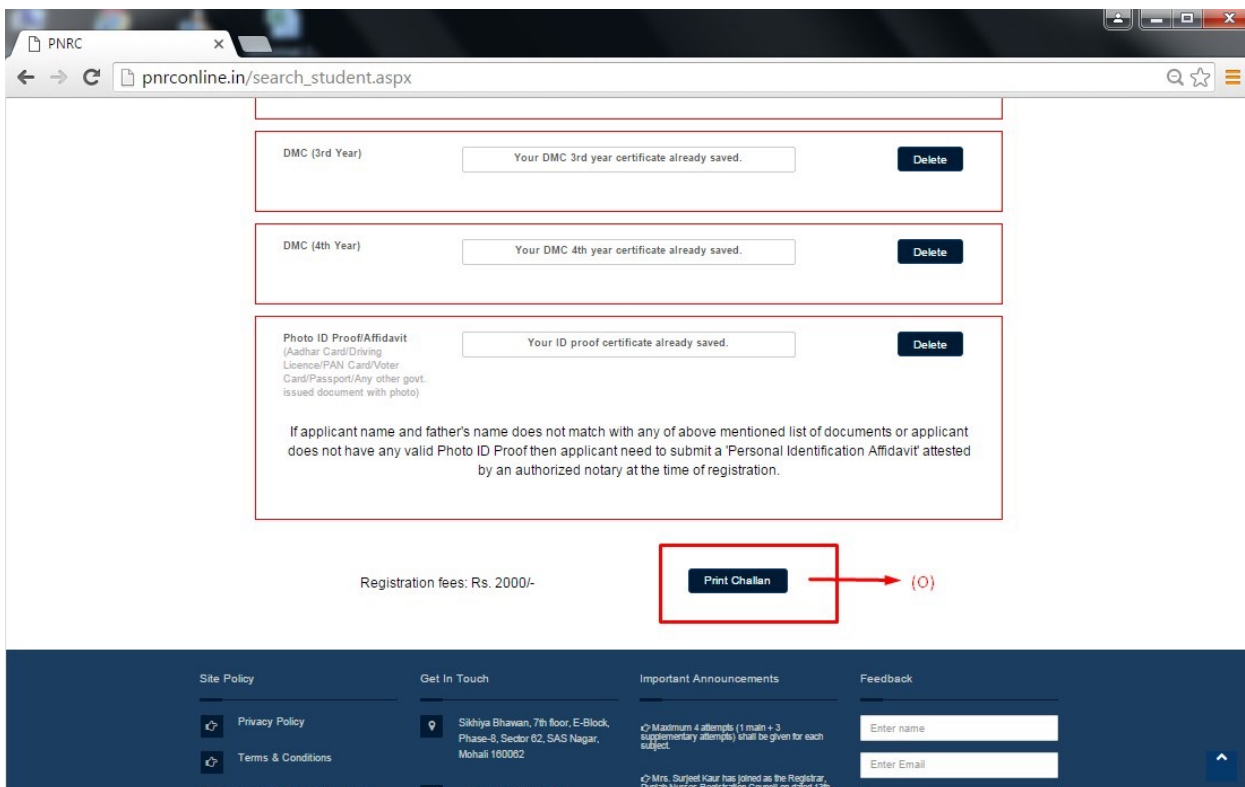 PNRC
pnrconline.in/search_student.aspx
DMC (3rd Year)
Your DMC 3rd year certificate already saved.
Delete
DMC (4th Year)
Your DMC 4th year certificate already saved.
Delete
Photo ID Proof/Affidavit
(Aadhar Card/Driving
Licence/PAN Card/Voter
Card/Passport/Any other govt.
issued document with photo)
Your ID proof certificate already saved.
Delete
If applicant name and father's name does not match with any of above mentioned list of documents or applicant
does not have any valid Photo ID Proof then applicant need to submit a 'Personal Identification Affidavit' attested
by an authorized notary at the time of registration.
Registration fees: Rs. 2000/-
Print Challan
(O)
Site Policy
Privacy Policy
Terms & Conditions
Get In Touch
Sikhiya Bhawan, 7th floor, E-Block,
Phase-8, Sector 62, SAS Nagar,
Mohali 160062
Important Announcements
Maximum 4 attempts (1 main + 3
supplementary attempts) shall be given for each
subject.
Mrs. Surjeet Kaur has joined as the Registrar,
Punjab Nurses Registration Council on dated 13th
Feedback
Enter name
Enter Email